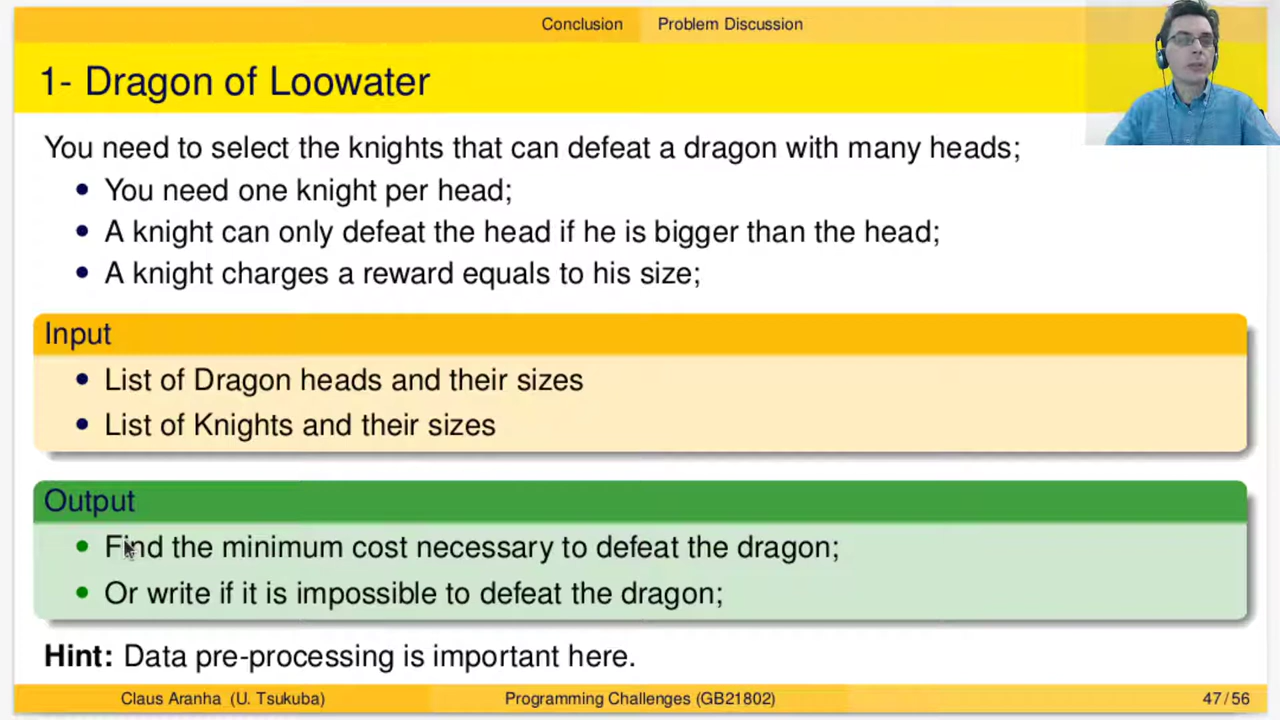 Conclusion Problem Discussion
1- Dragon of Loowater
You need to select the knights that can defeat a dragon with many heads;
• You need one knight per head;
• A knight can only defeat the head if he is bigger than the head;
• A knight charges a reward equals to his size;
Input
• List of Dragon heads and their sizes
• List of Knights and their sizes
Output
• Find the minimum cost necessary to defeat the dragon;
• Or write if it is impossible to defeat the dragon;
Hint: Data pre-processing is important here.
Claus Aranha (U. Tsukuba) Programming Challenges (GB21802) 47 / 56